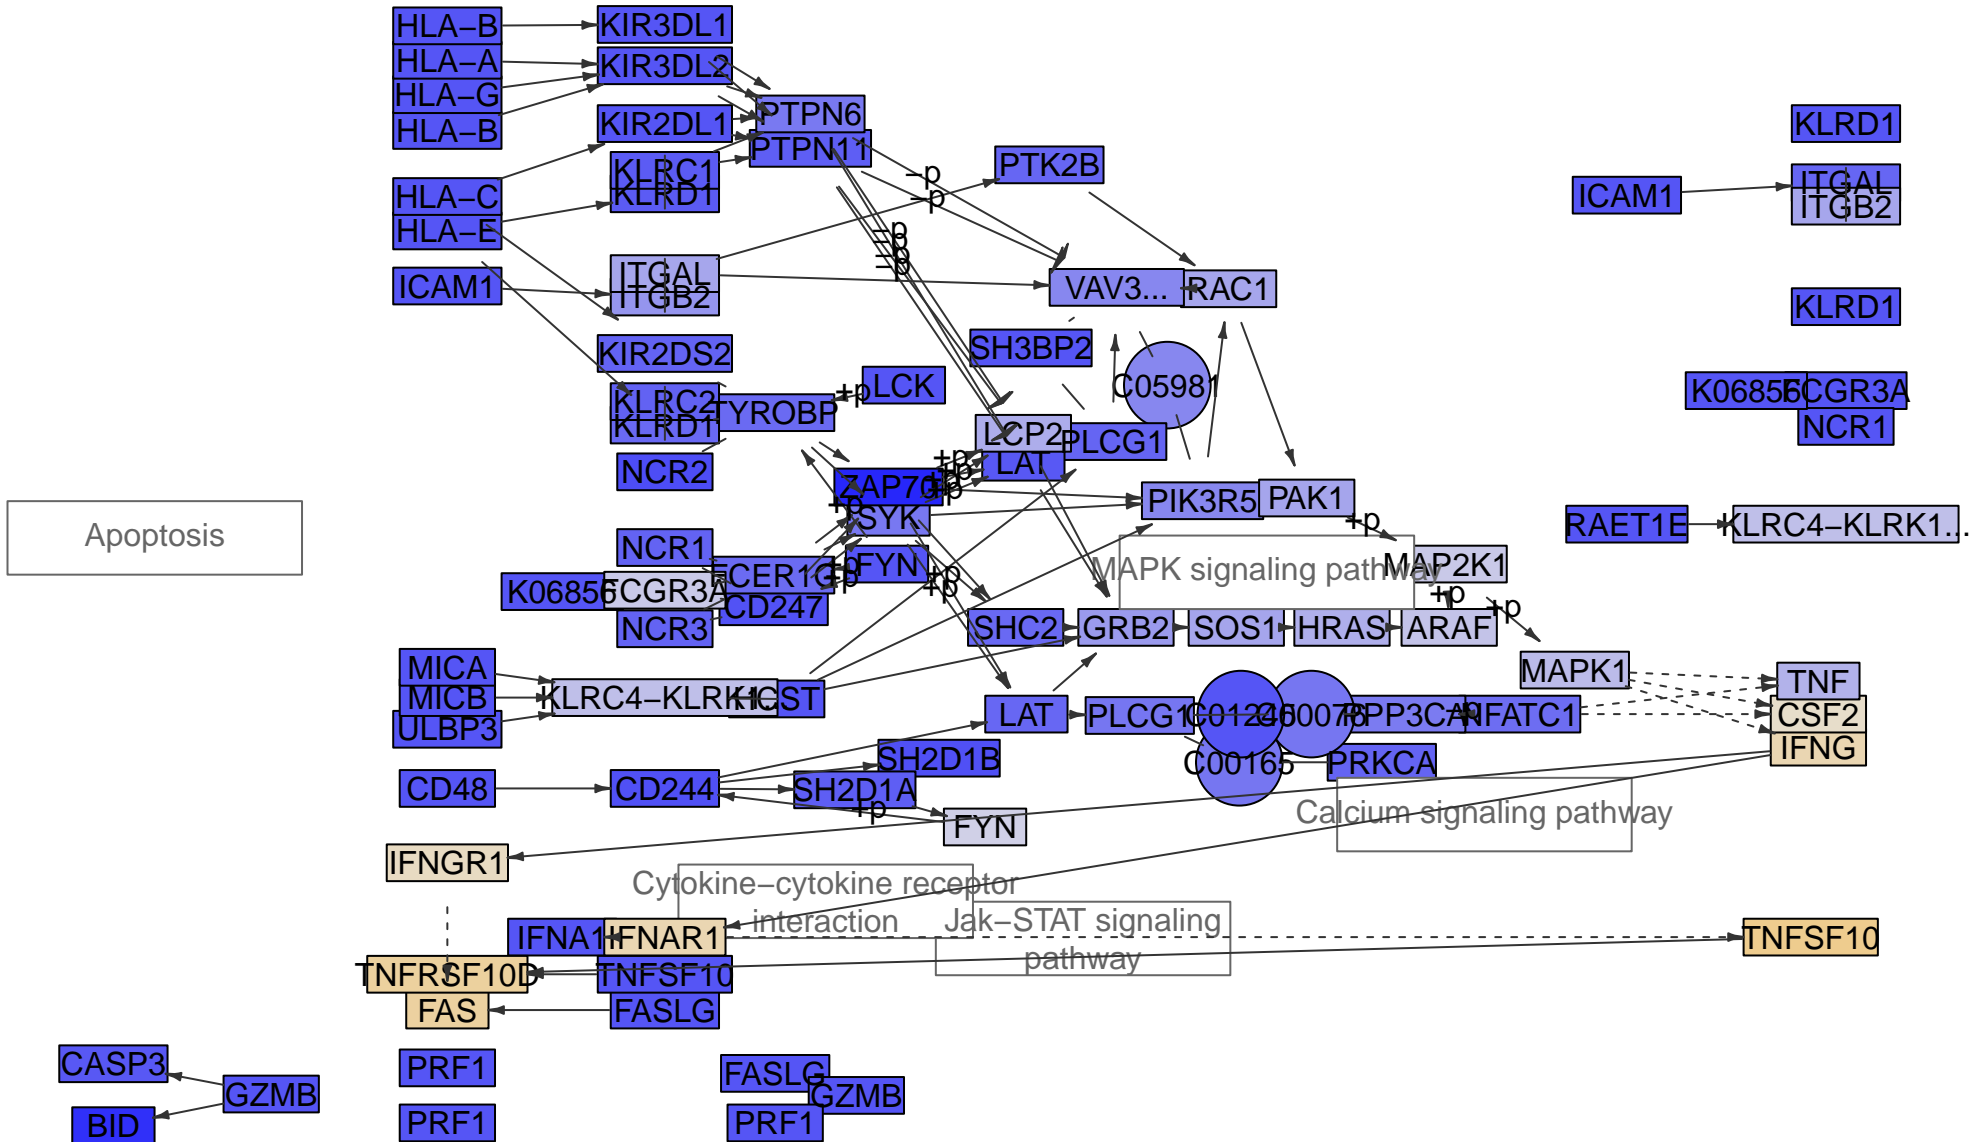 HLA−B
KIR3DL1
HLA−A
KIR3DL2
HLA−G
PTPN6
HLA−B
KIR2DL1
KLRD1
PTPN11
PTK2B
KLRC1
−p
ITGAL
HLA−C
KLRD1
−p
ICAM1
ITGB2
HLA−E
−p
−p
−p
−p
ICAM1
ITGAL
ITGB2
VAV3...
RAC1
KLRD1
KIR2DS2
SH3BP2
C05981
KLRC2
+p
LCK
K06856
FCGR3A
TYROBP
KLRD1
LCP2
PLCG1
NCR1
NCR2
+p
LAT
+p
ZAP70
+p
+p
PIK3R5
PAK1
+p
SYK
+p
RAET1E
KLRC4−KLRK1...
Apoptosis
NCR1
FCER1G
+p
FYN
+p
MAPK signaling pathway
MAP2K1
K06856
FCGR3A
+p
+p
CD247
+p
+p
NCR3
SHC2
GRB2
SOS1
HRAS
ARAF
MICA
MAPK1
TNF
MICB
KLRC4−KLRK1...
HCST
LAT
PLCG1
C01245
C00076
PPP3CA
−p
NFATC1
CSF2
ULBP3
IFNG
SH2D1B
C00165
PRKCA
CD48
CD244
SH2D1A
+p
FYN
Calcium signaling pathway
IFNGR1
Cytokine−cytokine receptor
interaction
Jak−STAT signaling
pathway
IFNA1
IFNAR1
TNFSF10
TNFRSF10D
TNFSF10
FAS
FASLG
CASP3
PRF1
FASLG
GZMB
GZMB
BID
PRF1
PRF1